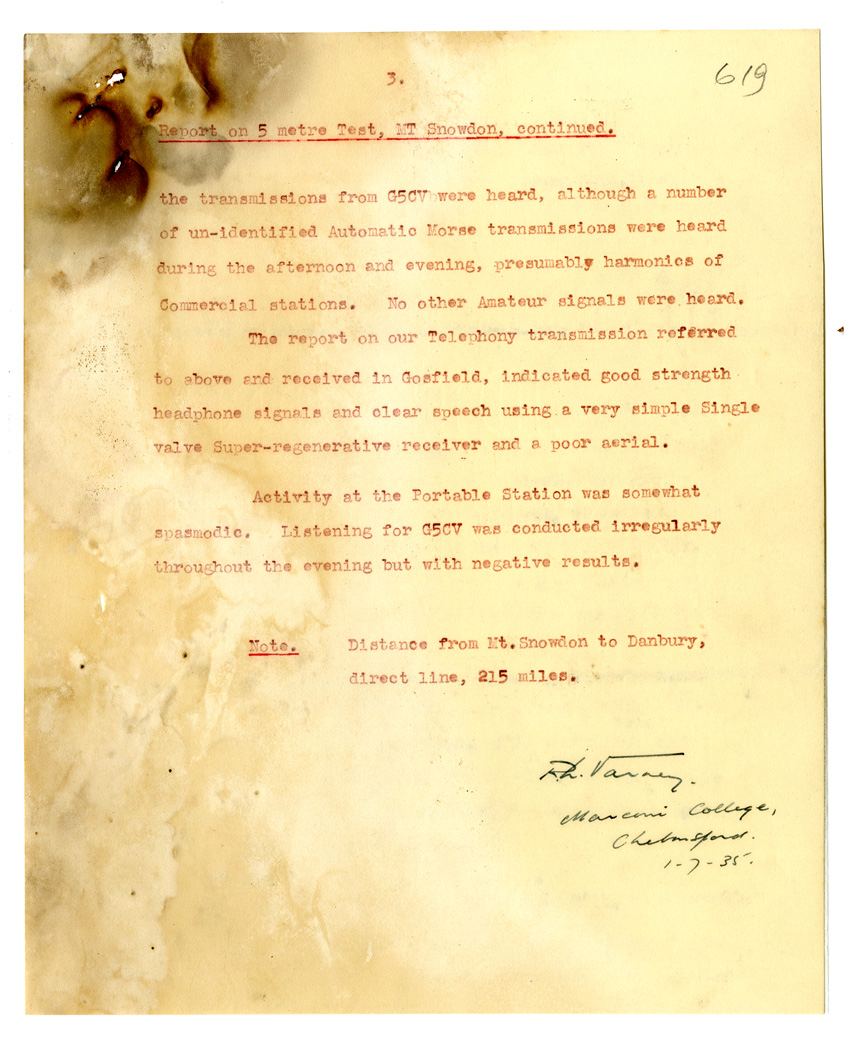 3.
619
Report on 5 metre Test, MT Snowdon, continued.
the transmissions from G5CV were heard, although a number
of un-identified Automatic Morse transmissions were heard
during the afternoon and evening, presumably harmonics of
Commercial stations. No other Amateur signals were heard.
The report on our Telephony transmission referred
to above and received in Gosfield, indicated good strength
headphone signals and clear speech using a very simple Single
valve Super-regenerative receiver and a poor aerial.
Activity at the Portable Station was somewhat
spasmodic. Listening for G5CV was conducted irregularly
throughout the evening but with negative results.
Note. Distance from Mt.Snowdon to Danbury,
direct line, 215 miles.
Varney.
Marconi College,
Chelmsford.
1-7-35.